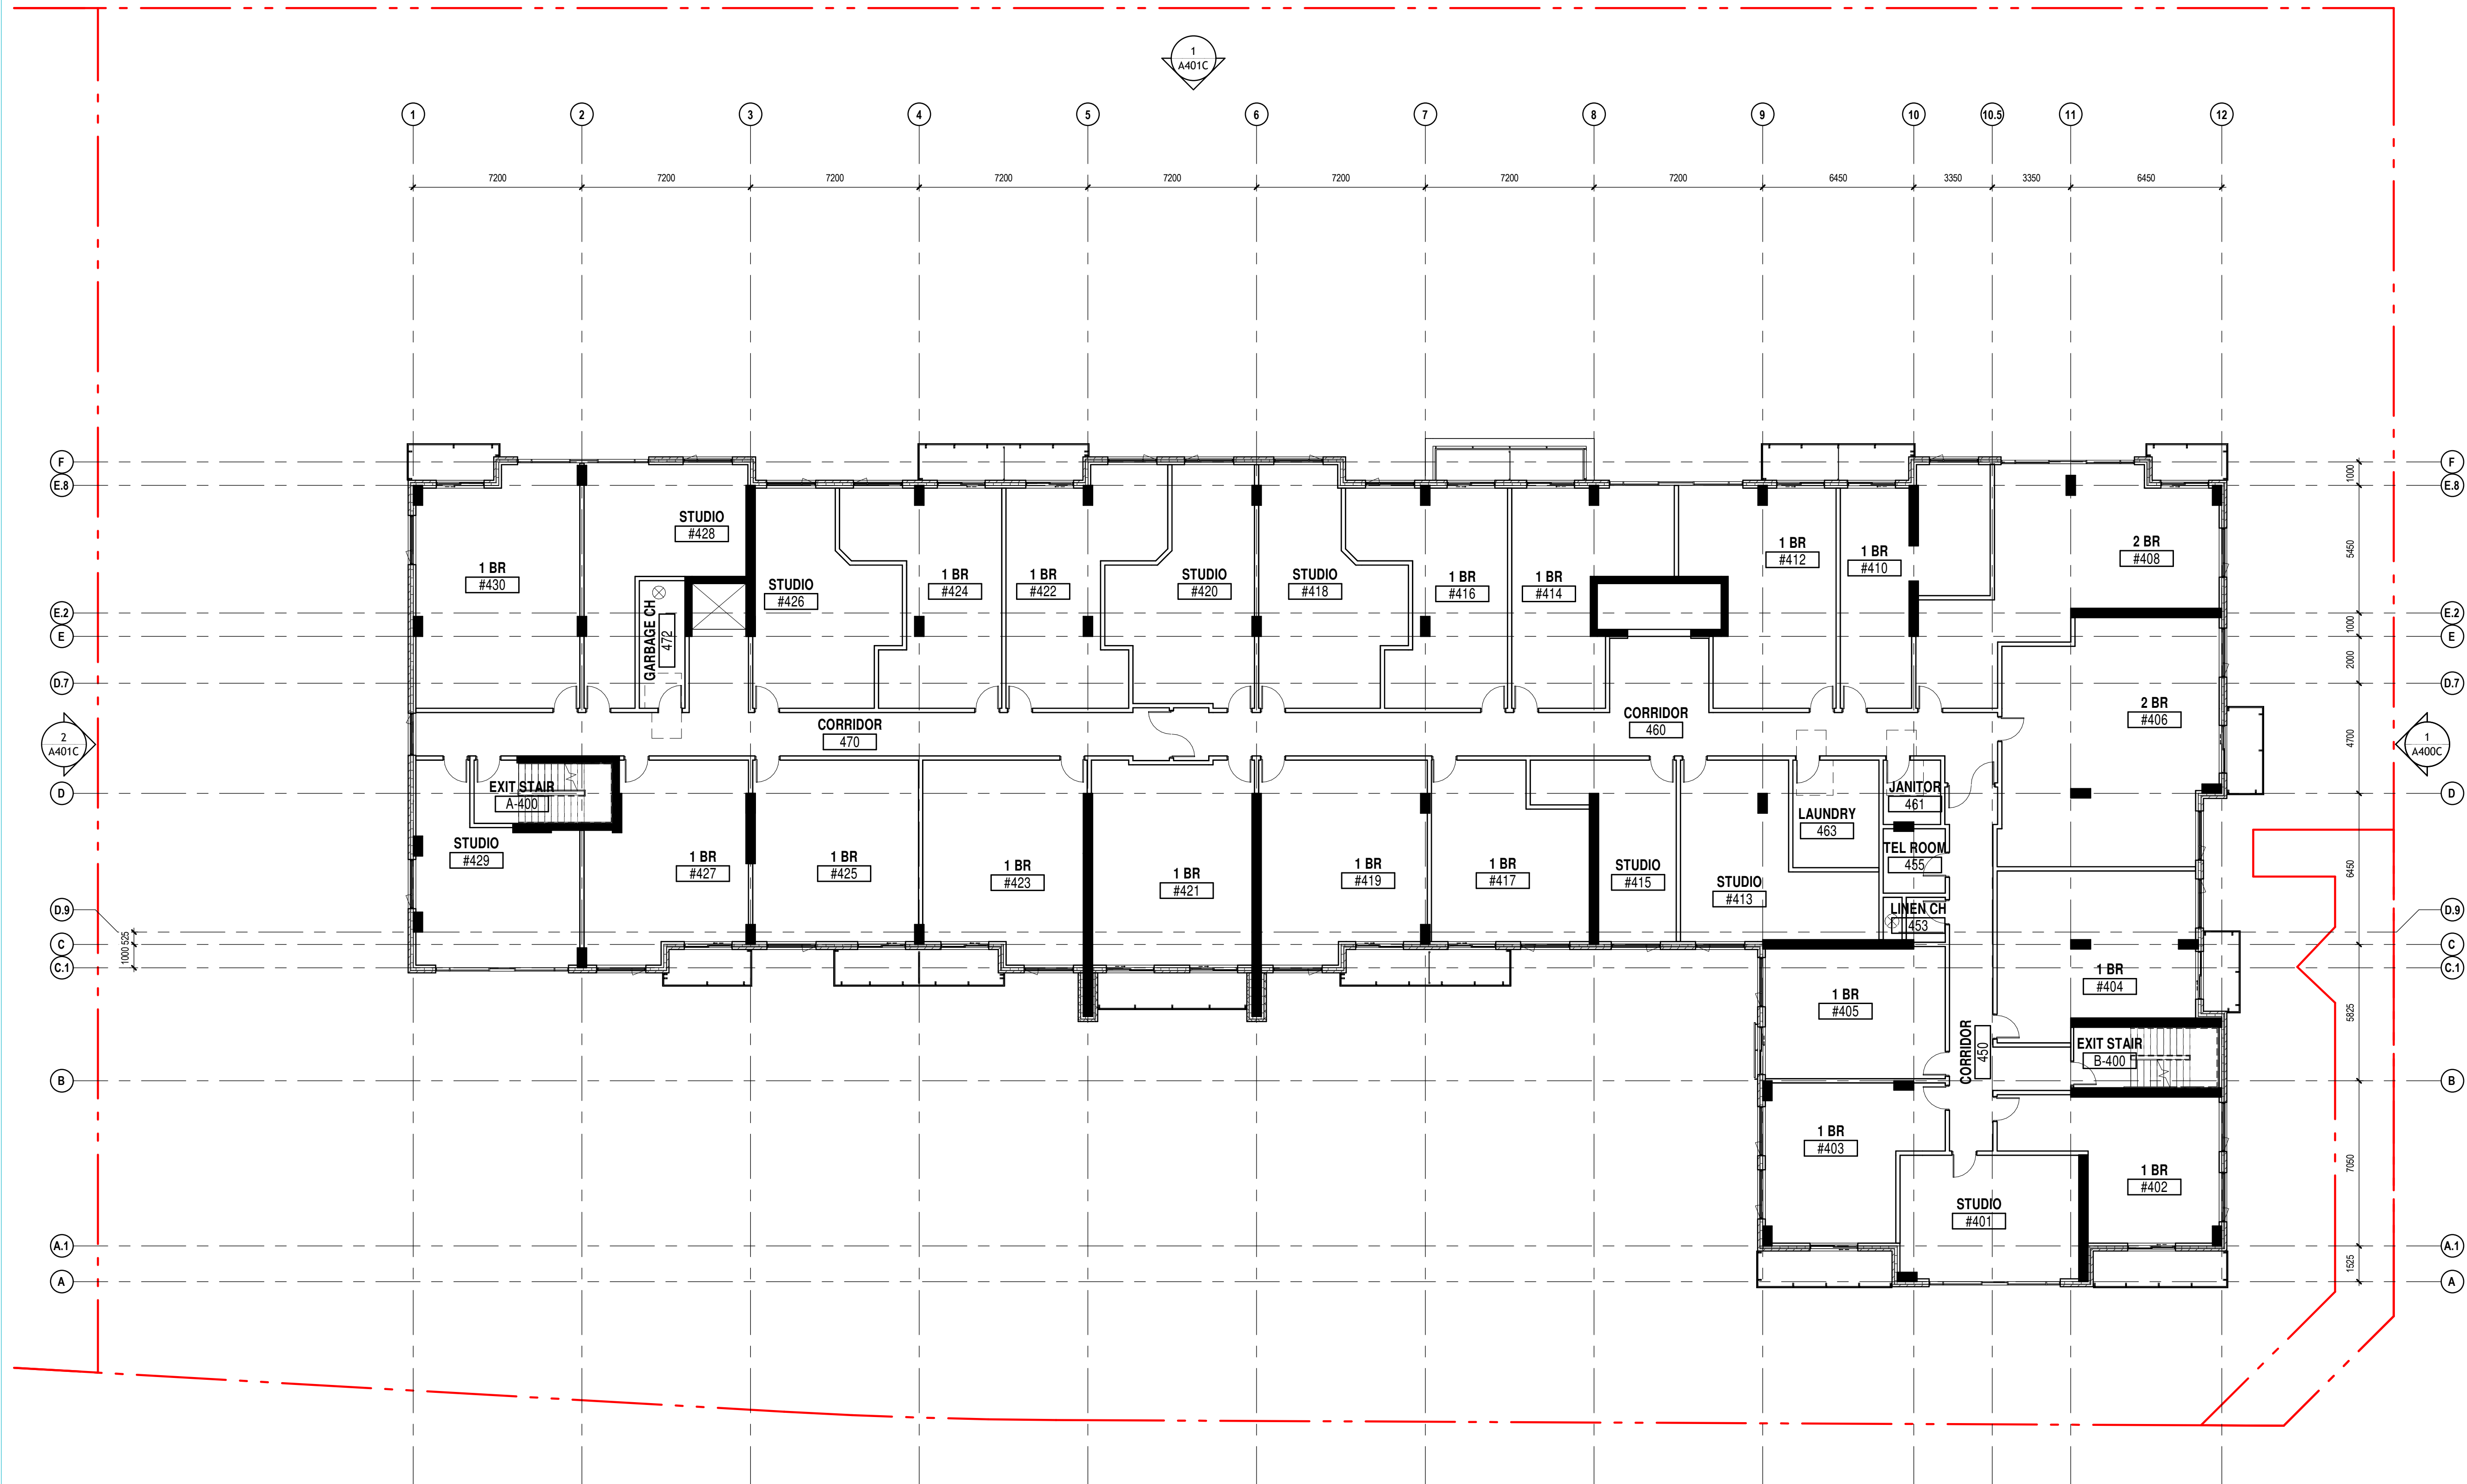 1
A401C
1
2
3
4
5
6
7
8
9
10
10.5
11
12
7200
7200
7200
7200
7200
7200
7200
7200
6450
3350
3350
6450
F
F
E.8
E.8
1000
STUDIO
#428
1 BR
#430
STUDIO
#426
1 BR
#424
1 BR
#422
STUDIO
#420
STUDIO
#418
1 BR
#416
1 BR
#414
1 BR
#412
1 BR
#410
2 BR
#408
5450
E.2
E.2
GARBAGE CH
472
1000
E
E
2000
D.7
D.7
2
A401C
CORRIDOR
470
CORRIDOR
460
2 BR
#406
4700
1
A400C
D
D
EXIT STAIR
A-400
JANITOR
461
LAUNDRY
463
STUDIO
#429
1 BR
#427
1 BR
#425
1 BR
#423
1 BR
#421
1 BR
#419
1 BR
#417
STUDIO
#415
STUDIO
#413
TEL ROOM
455
LINEN CH
453
6450
D.9
D.9
525
C
C
1000
C.1
C.1
1 BR
#405
1 BR
#404
5825
CORRIDOR
450
EXIT STAIR
B-400
B
B
1 BR
#403
1 BR
#402
7050
STUDIO
#401
A.1
A.1
1525
A
A